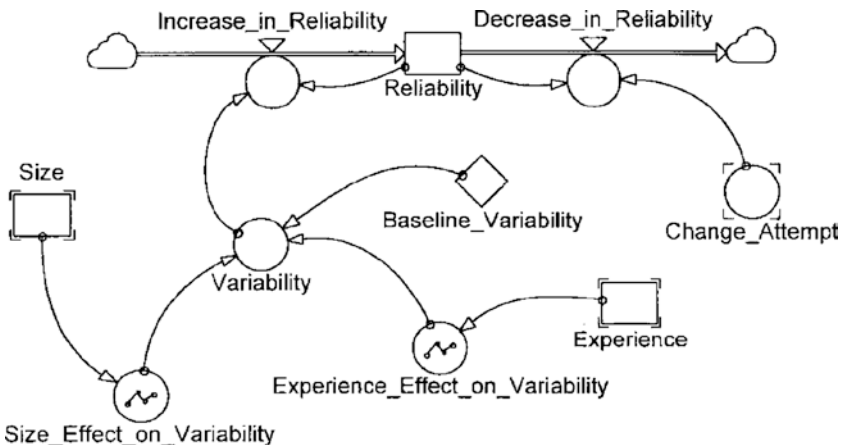 Increase_in_Reliability
Decrease_in_Reliability
Reliability
Size
Baseline_Variability
Change_Attempt
Variability
Experience
Experience_Effect_on_Variability
Size_Effect_on_Variability